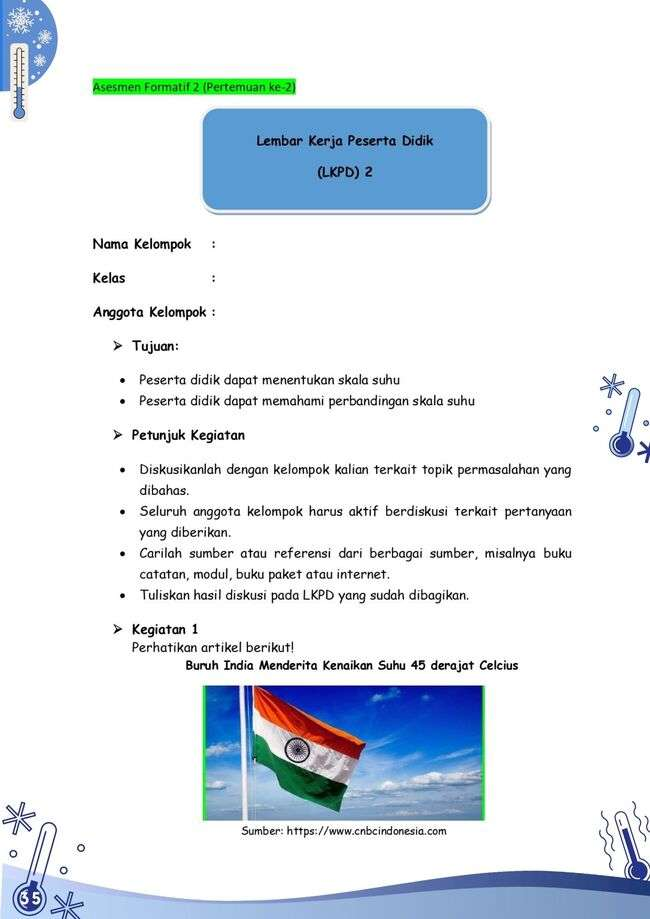 Asesmen Formatif 2 (Pertemuan ke-2)
Lembar Kerja Peserta Didik
(LKPD) 2
Nama Kelompok :
Kelas :
Anggota Kelompok :
➢ Tujuan:
• Peserta didik dapat menentukan skala suhu
• Peserta didik dapat memahami perbandingan skala suhu
➢ Petunjuk Kegiatan
• Diskusikanlah dengan kelompok kalian terkait topik permasalahan yang
dibahas.
• Seluruh anggota kelompok harus aktif berdiskusi terkait pertanyaan
yang diberikan.
• Carilah sumber atau referensi dari berbagai sumber, misalnya buku
catatan, modul, buku paket atau internet.
• Tuliskan hasil diskusi pada LKPD yang sudah dibagikan.
➢ Kegiatan 1
Perhatikan artikel berikut!
Buruh India Menderita Kenaikan Suhu 45 derajat Celcius
Sumber: https://www.cnbcindonesia.com
35